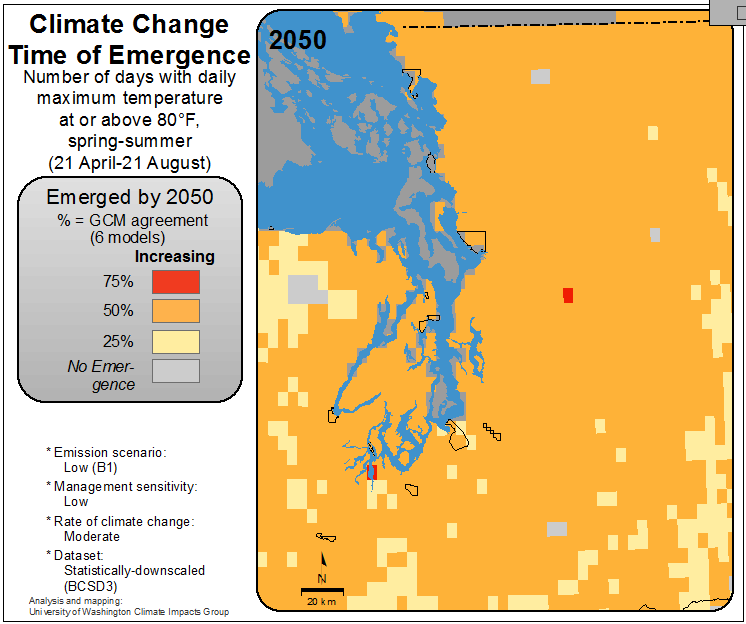 Climate Change
Time of Emergence
Number of days with daily
maximum temperature
at or above 80°F,
spring-summer
(21 April-21 August)
Emerged by 2050
% = GCM agreement
(6 models)
Increasing
75%
50%
25%
No Emer-
gence
* Emission scenario:
Low (B1)
* Management sensitivity:
Low
* Rate of climate change:
Moderate
* Dataset:
Statistically-downscaled
(BCSD3)
Analysis and mapping:
University of Washington Climate Impacts Group
2050
N
20 km